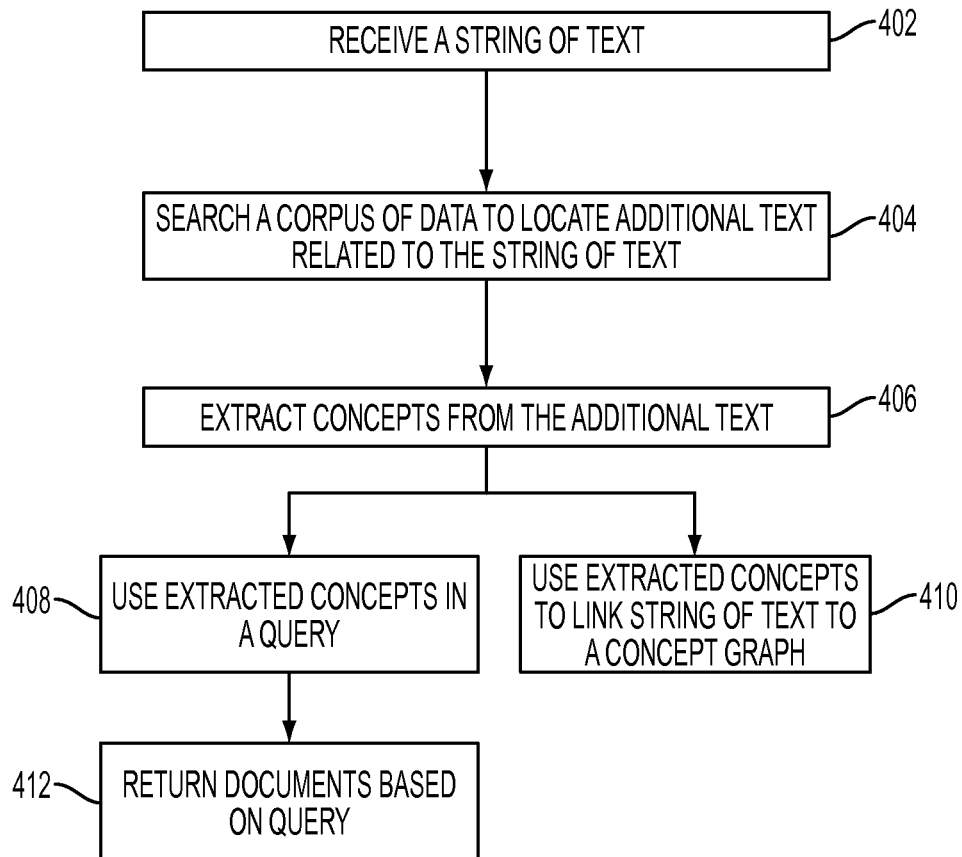 RECEIVE A STRING OF TEXT
402
SEARCH A CORPUS OF DATA TO LOCATE ADDITIONAL TEXT
RELATED TO THE STRING OF TEXT
404
EXTRACT CONCEPTS FROM THE ADDITIONAL TEXT
406
408
USE EXTRACTED CONCEPTS IN
A QUERY
USE EXTRACTED CONCEPTS
TO LINK STRING OF TEXT TO
A CONCEPT GRAPH
410
412
RETURN DOCUMENTS BASED
ON QUERY